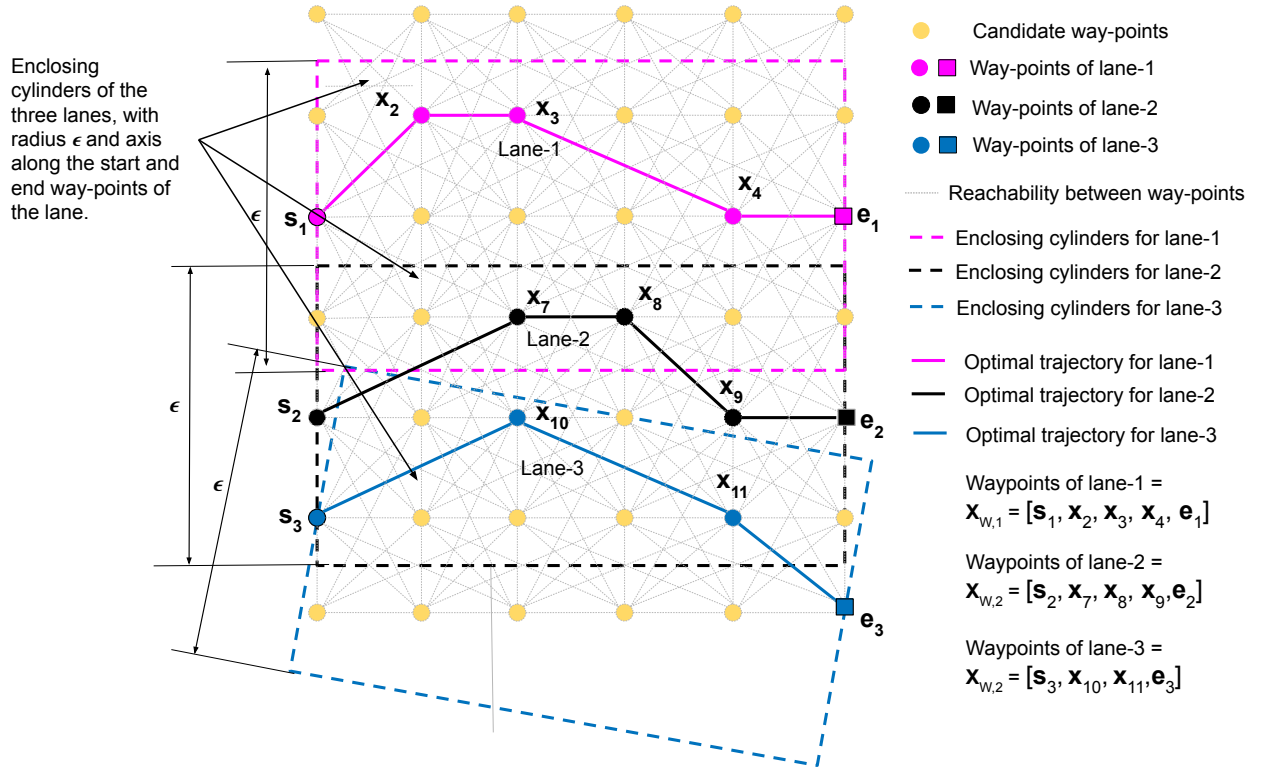 Enclosing
cylinders of the
three lanes, with
radius ϵ and axis
along the start and
end way-points of
the lane.
x₂
x₃
Lane-1
x₄
s₁
e₁
ϵ
x₇
x₈
Lane-2
x₉
s₂
e₂
ϵ
x₁₀
Lane-3
x₁₁
s₃
e₃
ϵ
Candidate way-points
Way-points of lane-1
Way-points of lane-2
Way-points of lane-3
Reachability between way-points
Enclosing cylinders for lane-1
Enclosing cylinders for lane-2
Enclosing cylinders for lane-3
Optimal trajectory for lane-1
Optimal trajectory for lane-2
Optimal trajectory for lane-3
Waypoints of lane-1 =
x_{W,1} = [s₁, x₂, x₃, x₄, e₁]
Waypoints of lane-2 =
x_{W,2} = [s₂, x₇, x₈, x₉,e₂]
Waypoints of lane-3 =
x_{W,2} = [s₃, x₁₀, x₁₁,e₃]